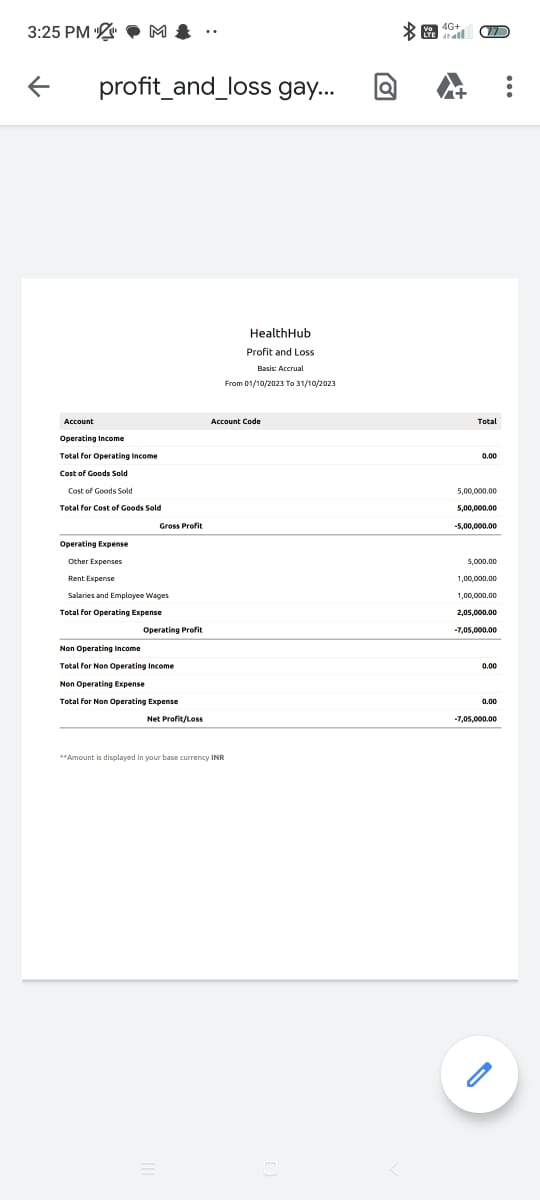 3:25 PM
Vo LTE 4G+ 77
profit_and_loss gay...
HealthHub
Profit and Loss
Basis: Accrual
From 01/10/2023 To 31/10/2023
Account Account Code Total
Operating Income
Total for Operating Income 0.00
Cost of Goods Sold
Cost of Goods Sold 5,00,000.00
Total for Cost of Goods Sold 5,00,000.00
Gross Profit -5,00,000.00
Operating Expense
Other Expenses 5,000.00
Rent Expense 1,00,000.00
Salaries and Employee Wages 1,00,000.00
Total for Operating Expense 2,05,000.00
Operating Profit -7,05,000.00
Non Operating Income
Total for Non Operating Income 0.00
Non Operating Expense
Total for Non Operating Expense 0.00
Net Profit/Loss -7,05,000.00
**Amount is displayed in your base currency INR